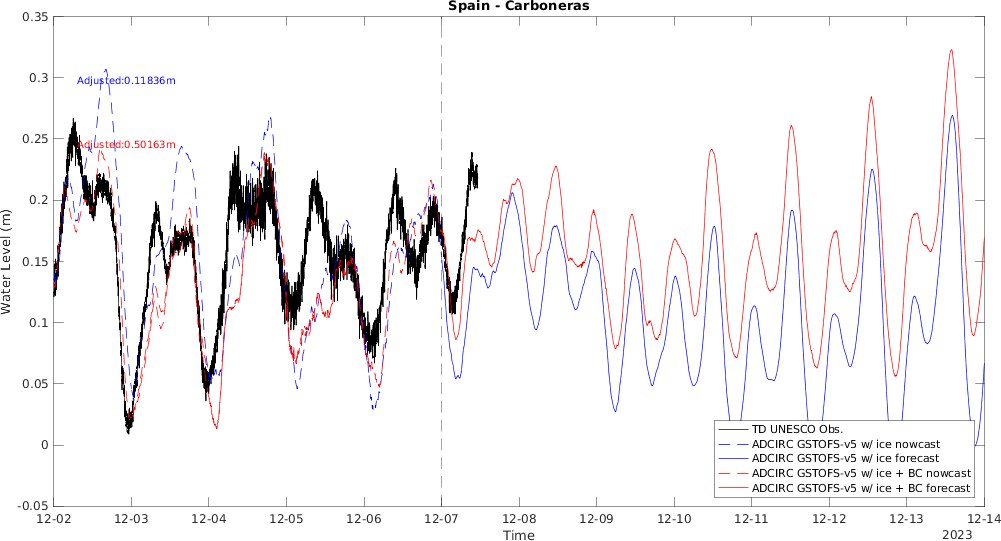 Spain - Carboneras
0.35
0.3
0.25
0.2
0.15
0.1
0.05
0
-0.05
Water Level (m)
Adjusted:0.11836m
Adjusted:0.50163m
TD UNESCO Obs.
ADCIRC GSTOFS-v5 w/ ice nowcast
ADCIRC GSTOFS-v5 w/ ice forecast
ADCIRC GSTOFS-v5 w/ ice + BC nowcast
ADCIRC GSTOFS-v5 w/ ice + BC forecast
12-02 12-03 12-04 12-05 12-06 12-07 12-08 12-09 12-10 12-11 12-12 12-13 12-14
Time
2023